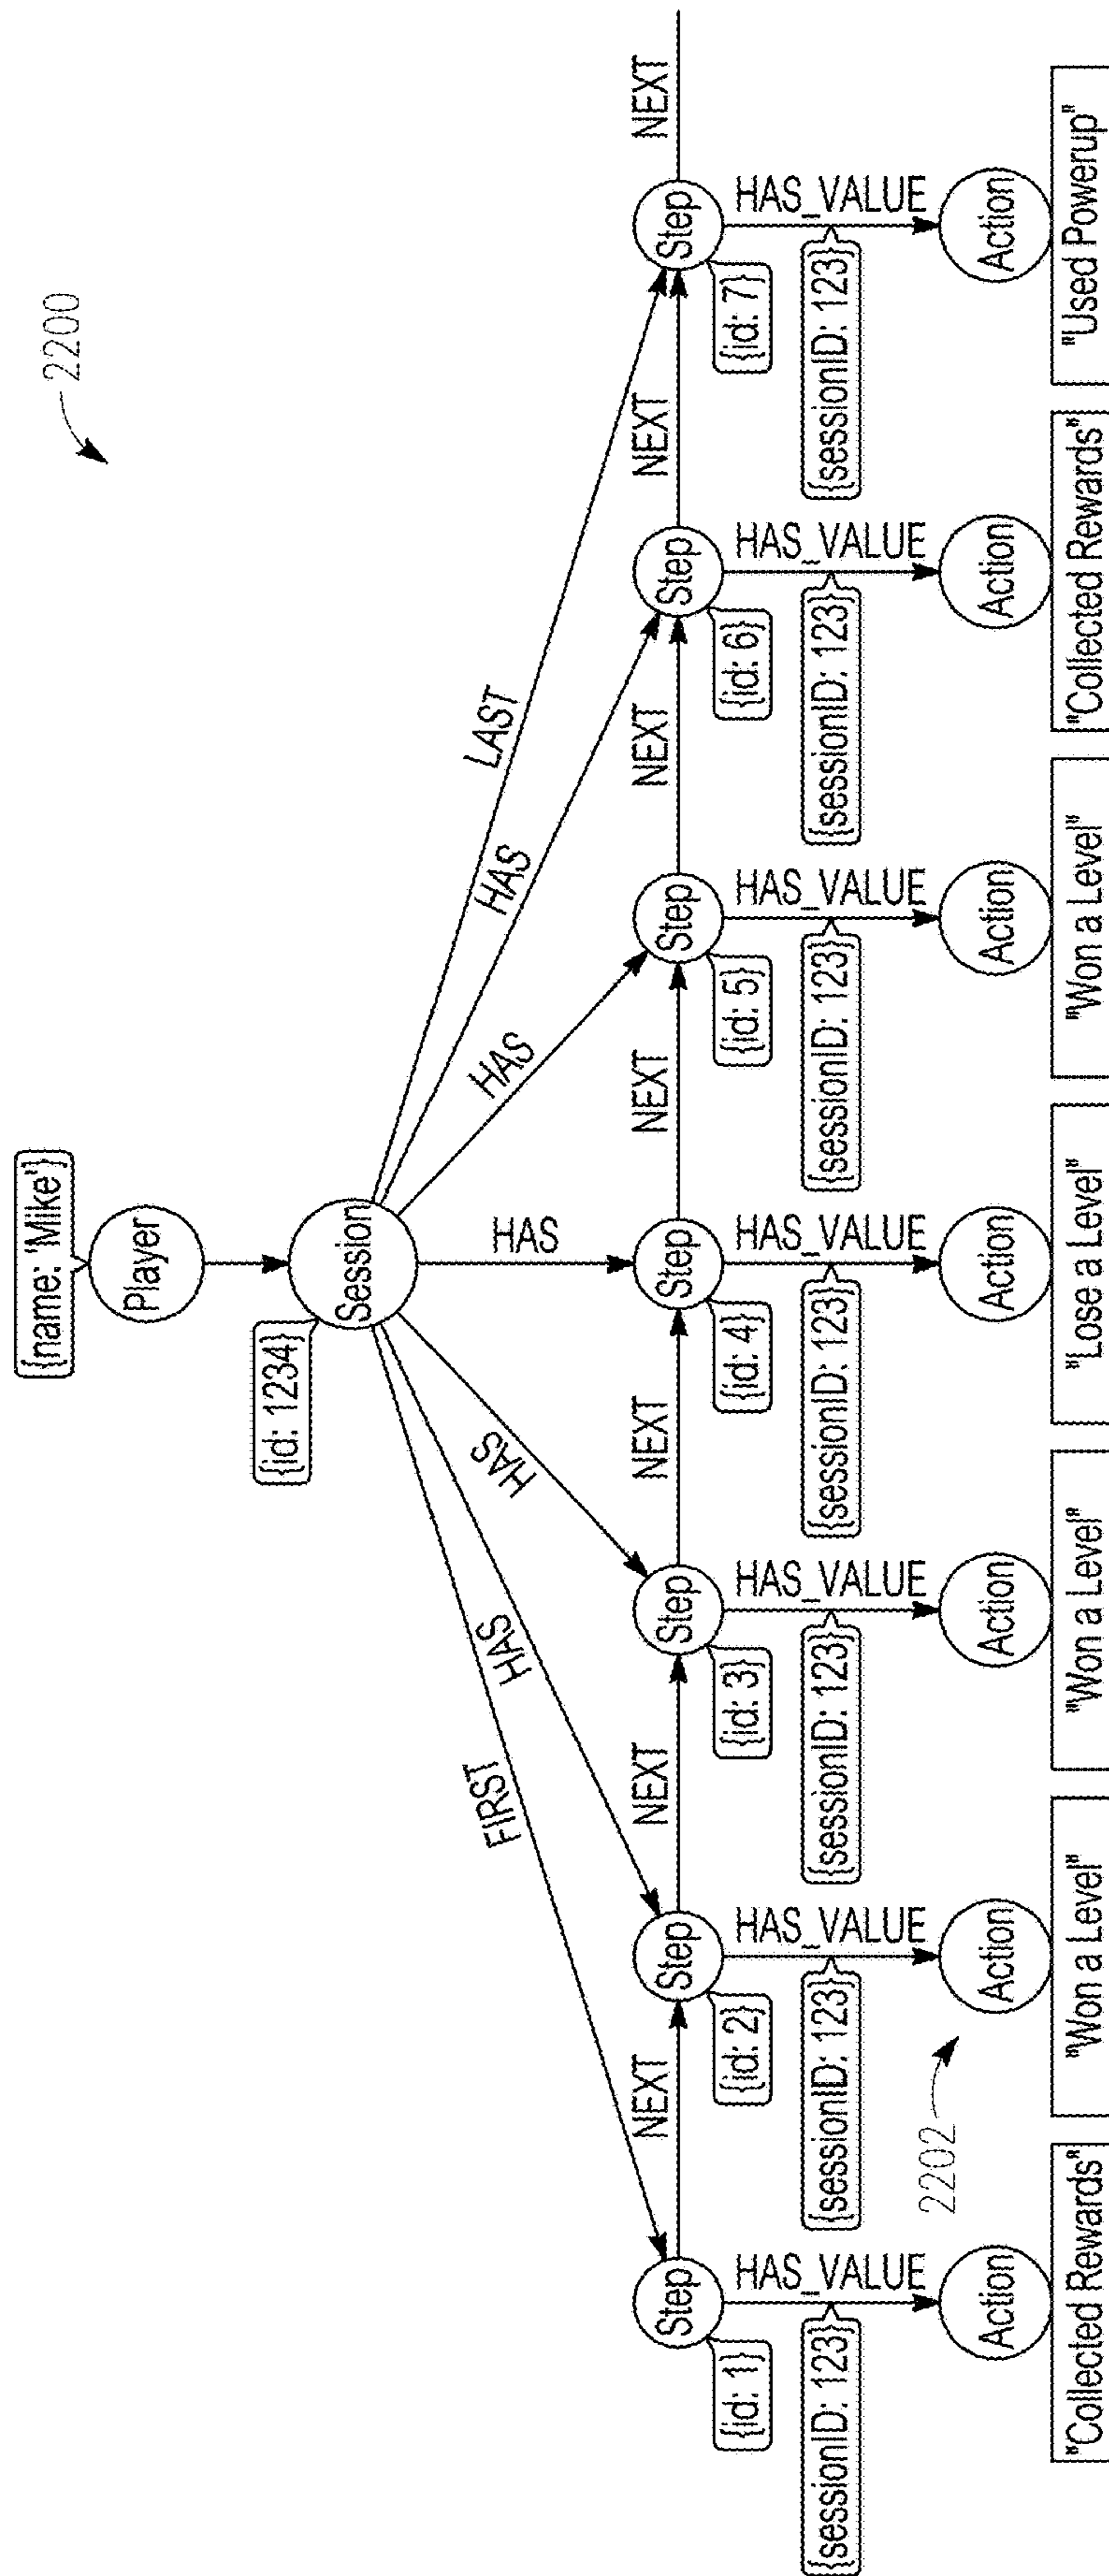 2200
{name: 'Mike'}
Player
Session
{id: 1234}
FIRST
HAS
HAS
HAS
HAS
HAS
LAST
NEXT
NEXT
NEXT
NEXT
NEXT
NEXT
NEXT
Step
Step
Step
Step
Step
Step
Step
{id: 1}
{id: 2}
{id: 3}
{id: 4}
{id: 5}
{id: 6}
{id: 7}
HAS_VALUE
HAS_VALUE
HAS_VALUE
HAS_VALUE
HAS_VALUE
HAS_VALUE
HAS_VALUE
{sessionID: 123}
{sessionID: 123}
{sessionID: 123}
{sessionID: 123}
{sessionID: 123}
{sessionID: 123}
{sessionID: 123}
2202
Action
Action
Action
Action
Action
Action
Action
"Collected Rewards"
"Won a Level"
"Won a Level"
"Lose a Level"
"Won a Level"
"Collected Rewards"
"Used Powerup"